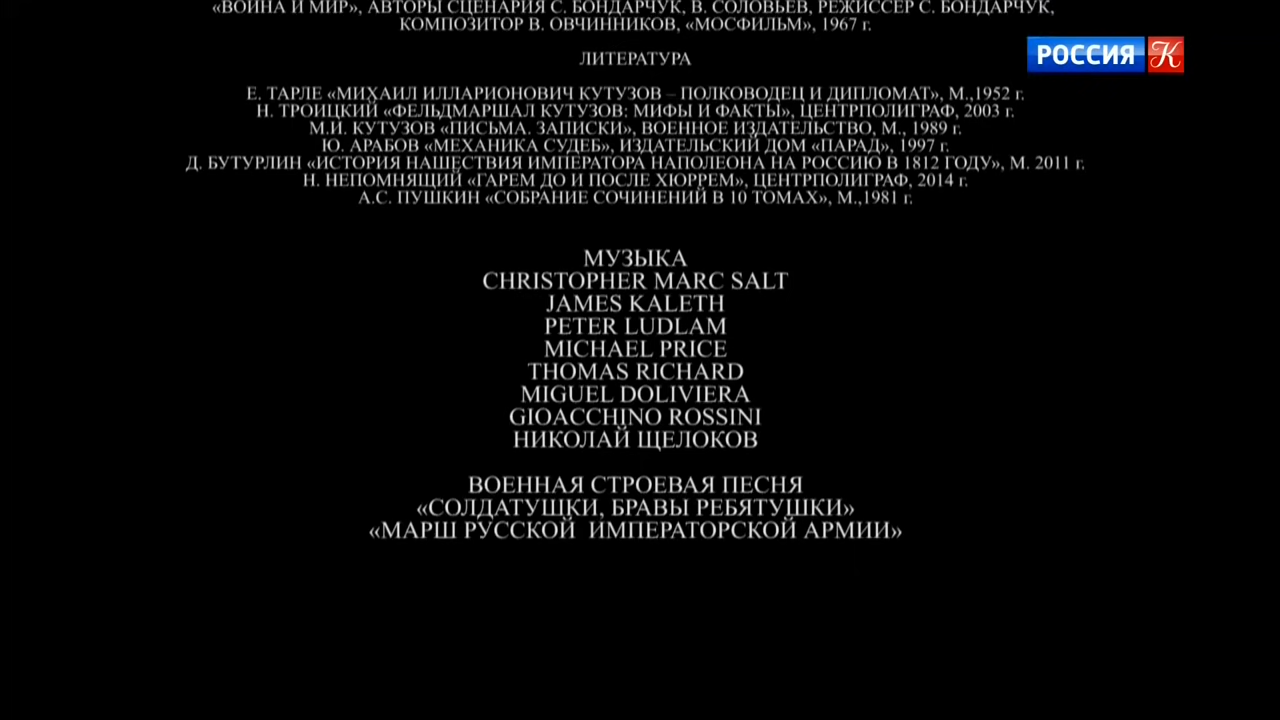 «ВОЙНА И МИР», АВТОРЫ СЦЕНАРИЯ С. БОНДАРЧУК, В. СОЛОВЬЕВ, РЕЖИССЕР С. БОНДАРЧУК,
КОМПОЗИТОР В. ОВЧИННИКОВ, «МОСФИЛЬМ», 1967 г.
РОССИЯ К
ЛИТЕРАТУРА
Е. ТАРЛЕ «МИХАИЛ ИЛЛАРИОНОВИЧ КУТУЗОВ – ПОЛКОВОДЕЦ И ДИПЛОМАТ», М.,1952 г.
Н. ТРОИЦКИЙ «ФЕЛЬДМАРШАЛ КУТУЗОВ: МИФЫ И ФАКТЫ», ЦЕНТРПОЛИГРАФ, 2003 г.
М.И. КУТУЗОВ «ПИСЬМА. ЗАПИСКИ», ВОЕННОЕ ИЗДАТЕЛЬСТВО, М., 1989 г.
Ю. АРАБОВ «МЕХАНИКА СУДЕБ», ИЗДАТЕЛЬСКИЙ ДОМ «ПАРАД», 1997 г.
Д. БУТУРЛИН «ИСТОРИЯ НАШЕСТВИЯ ИМПЕРАТОРА НАПОЛЕОНА НА РОССИЮ В 1812 ГОДУ», М. 2011 г.
Н. НЕПОМНЯЩИЙ «ГАРЕМ ДО И ПОСЛЕ ХЮРРЕМ», ЦЕНТРПОЛИГРАФ, 2014 г.
А.С. ПУШКИН «СОБРАНИЕ СОЧИНЕНИЙ В 10 ТОМАХ», М.,1981 г.
МУЗЫКА
CHRISTOPHER MARC SALT
JAMES KALETH
PETER LUDLAM
MICHAEL PRICE
THOMAS RICHARD
MIGUEL DOLIVIERA
GIOACCHINO ROSSINI
НИКОЛАЙ ЩЕЛОКОВ
ВОЕННАЯ СТРОЕВАЯ ПЕСНЯ
«СОЛДАТУШКИ, БРАВЫ РЕБЯТУШКИ»
«МАРШ РУССКОЙ ИМПЕРАТОРСКОЙ АРМИИ»